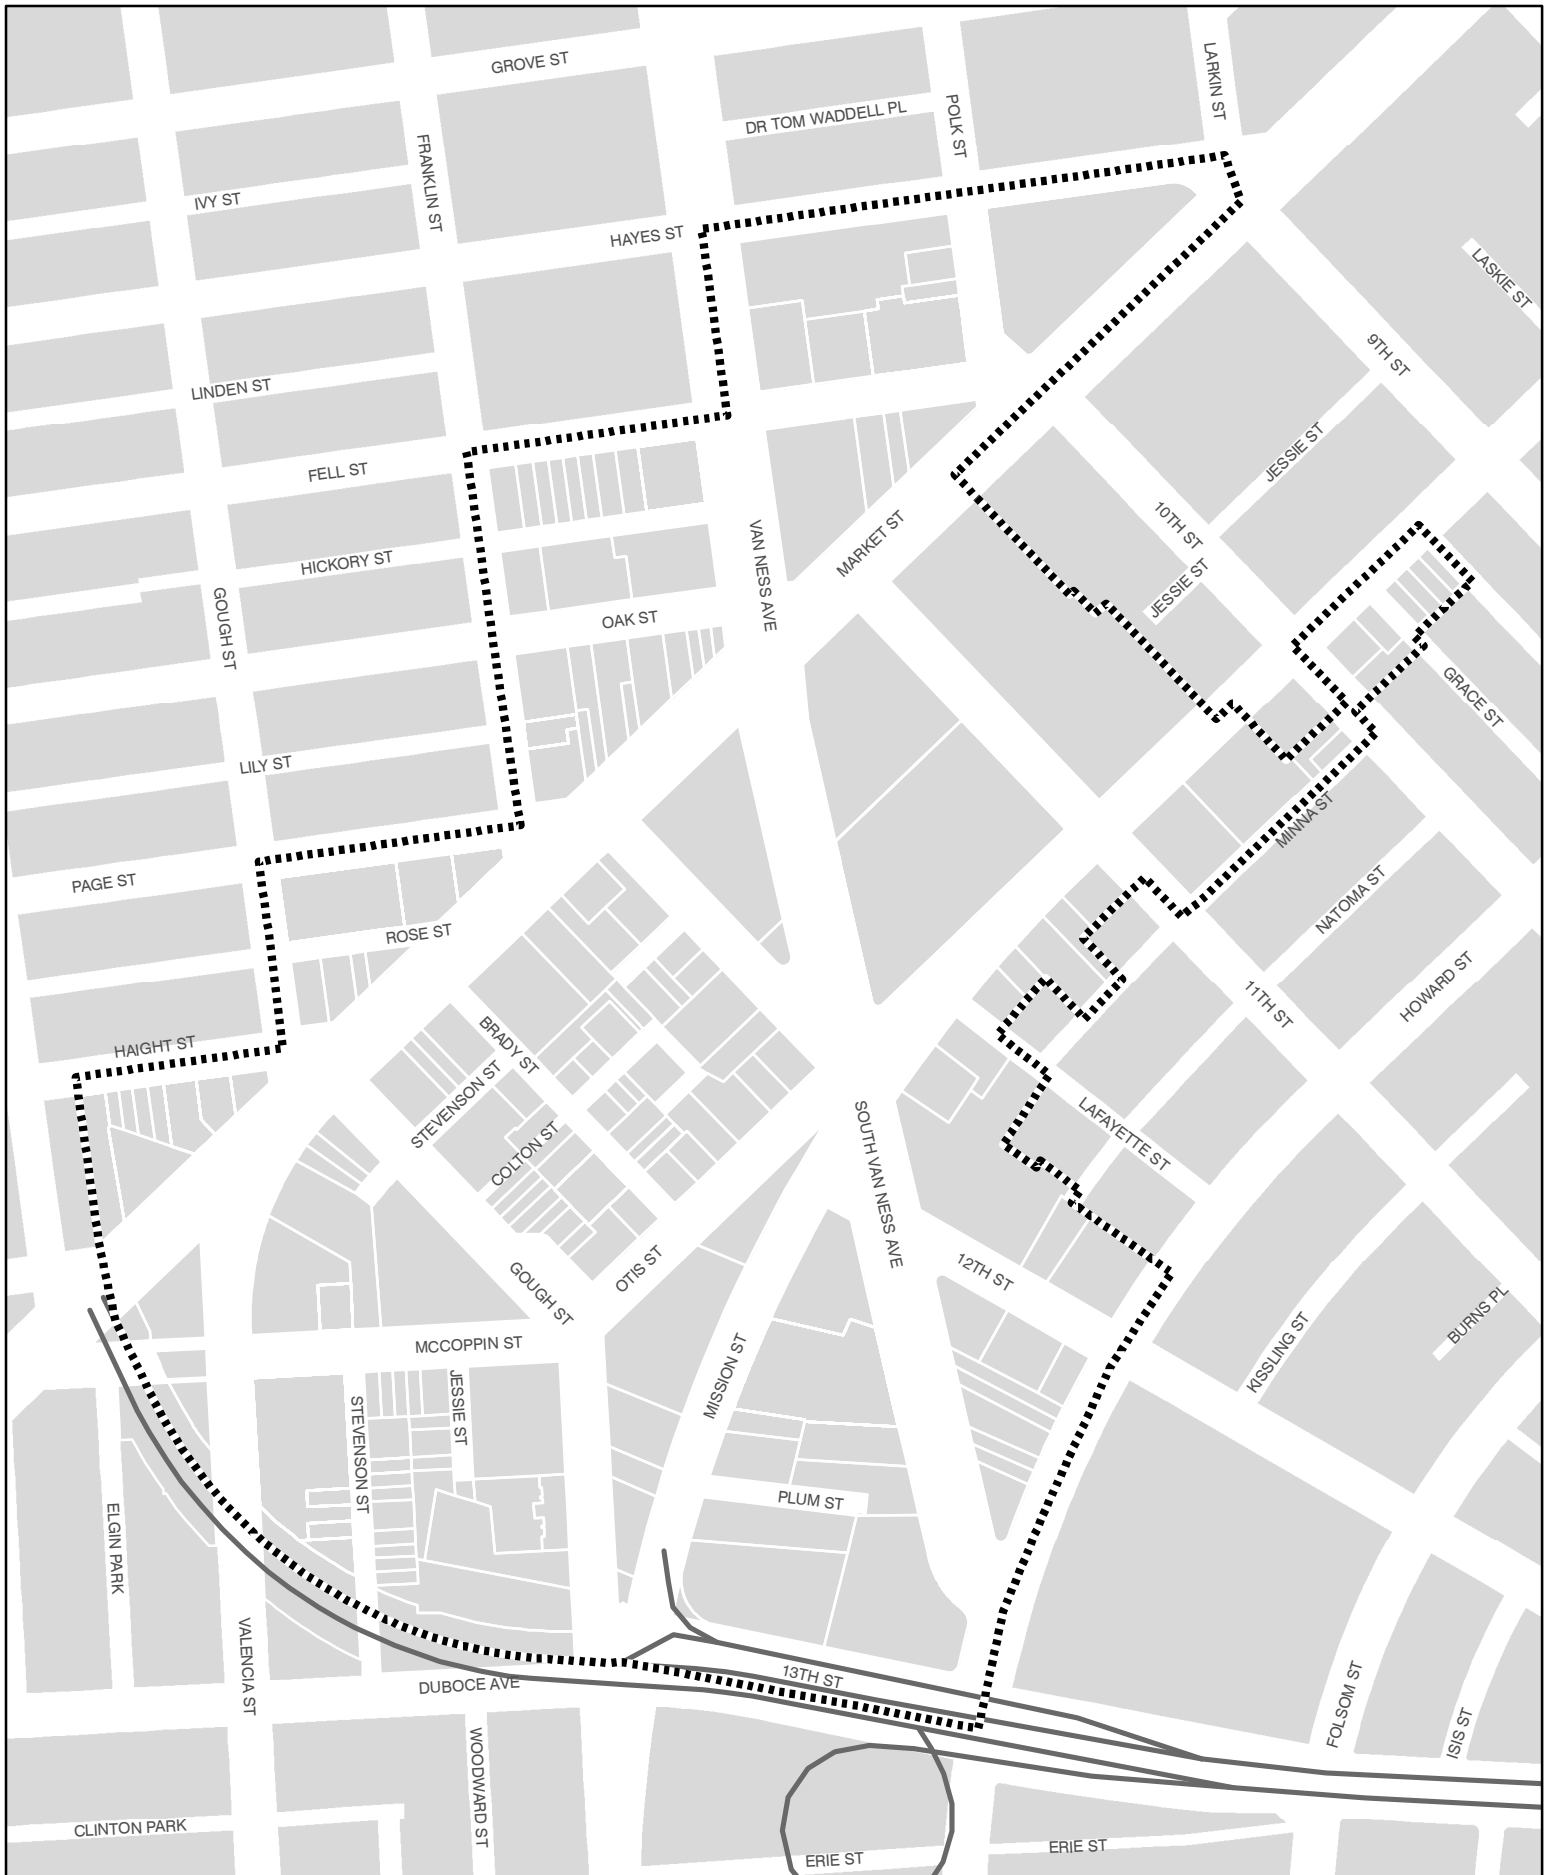 GROVE ST
LARKIN ST
DR TOM WADDELL PL
POLK ST
FRANKLIN ST
IVY ST
HAYES ST
LASKIE ST
9TH ST
LINDEN ST
JESSIE ST
FELL ST
10TH ST
VAN NESS AVE
MARKET ST
HICKORY ST
JESSIE ST
GOUGH ST
OAK ST
GRACE ST
LILY ST
MINNA ST
PAGE ST
NATOMA ST
ROSE ST
HOWARD ST
11TH ST
HAIGHT ST
BRADY ST
STEVENSON ST
LAFAYETTE ST
COLTON ST
SOUTH VAN NESS AVE
12TH ST
OTIS ST
GOUGH ST
BURNS PL
MCCOPPIN ST
KISSLING ST
MISSION ST
JESSIE ST
STEVENSON ST
PLUM ST
ELGIN PARK
VALENCIA ST
13TH ST
DUBOCE AVE
FOLSOM ST
ISIS ST
WOODWARD ST
CLINTON PARK
ERIE ST
ERIE ST